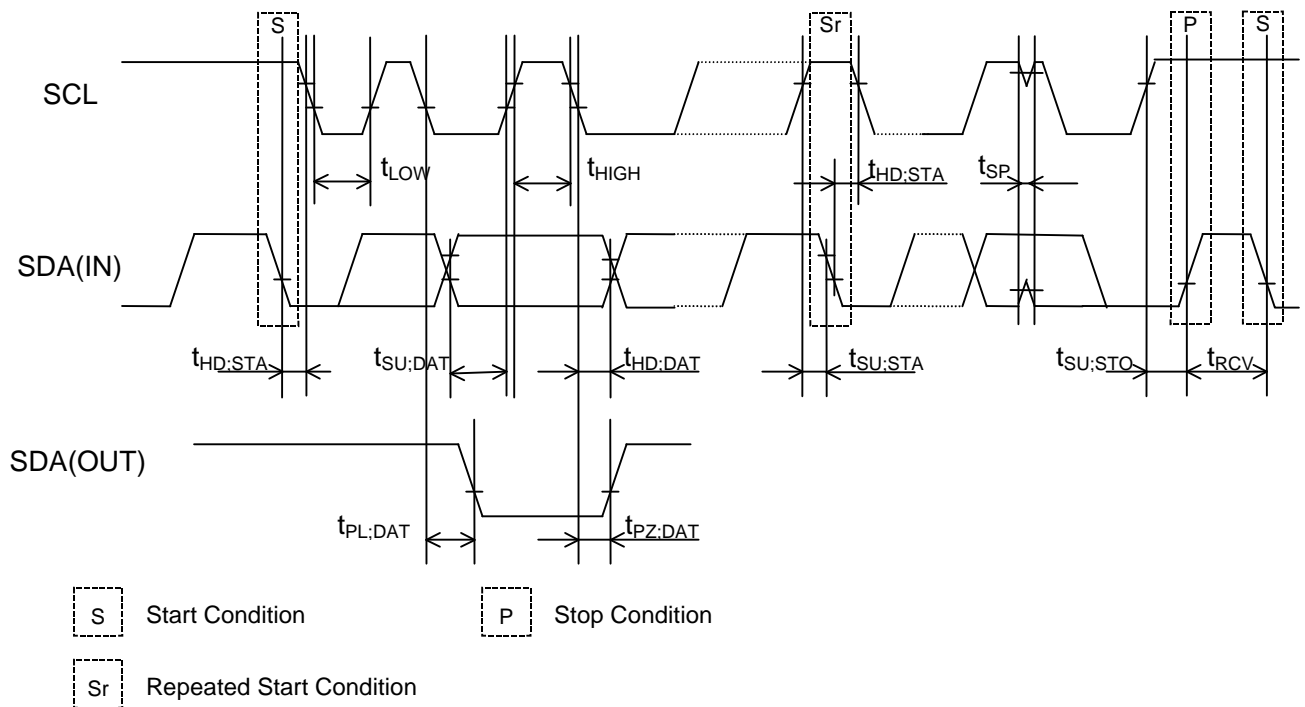 S Sr P S
SCL
tLOW tHIGH tHD;STA tSP
SDA(IN)
tHD;STA tSU;DAT tHD;DAT tSU;STA tSU;STO tRCV
SDA(OUT)
tPL;DAT tPZ;DAT
S Start Condition P Stop Condition
Sr Repeated Start Condition